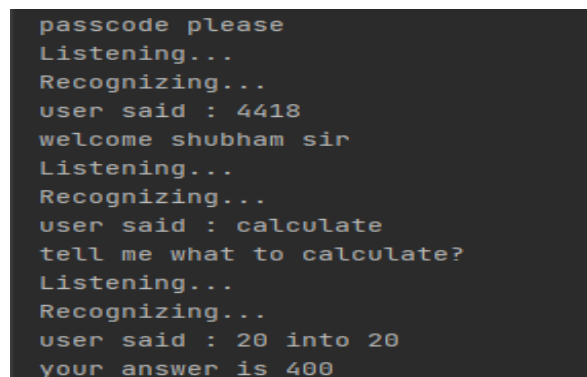 passcode please
Listening...
Recognizing...
user said : 4418
welcome shubham sir
Listening...
Recognizing...
user said : calculate
tell me what to calculate?
Listening...
Recognizing...
user said : 20 into 20
your answer is 400